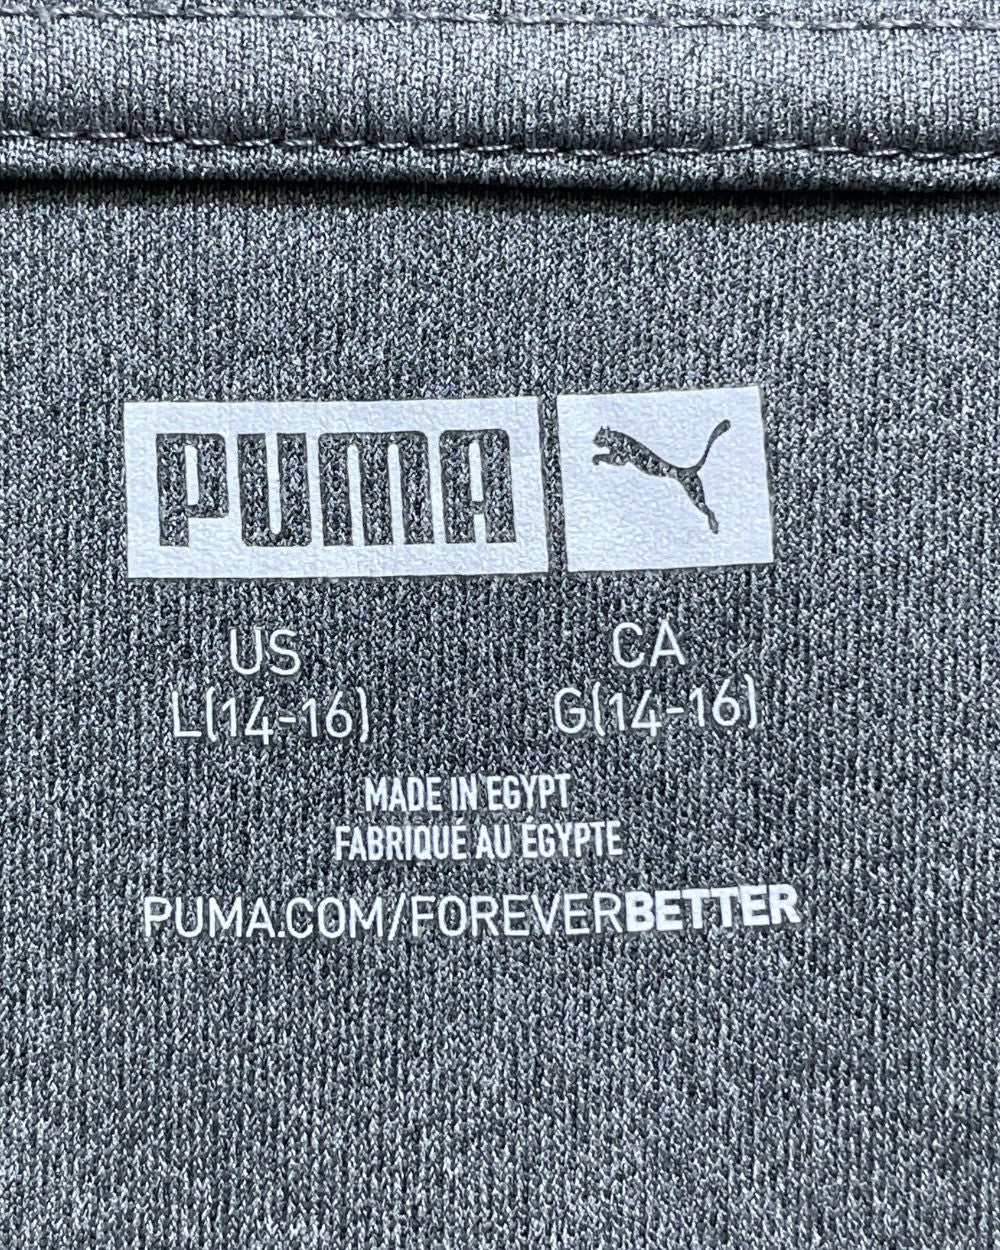 PUMA
US CA
L(14-16) G(14-16)
MADE IN EGYPT
FABRIQUÉ AU ÉGYPTE
PUMA.COM/FOREVERBETTER